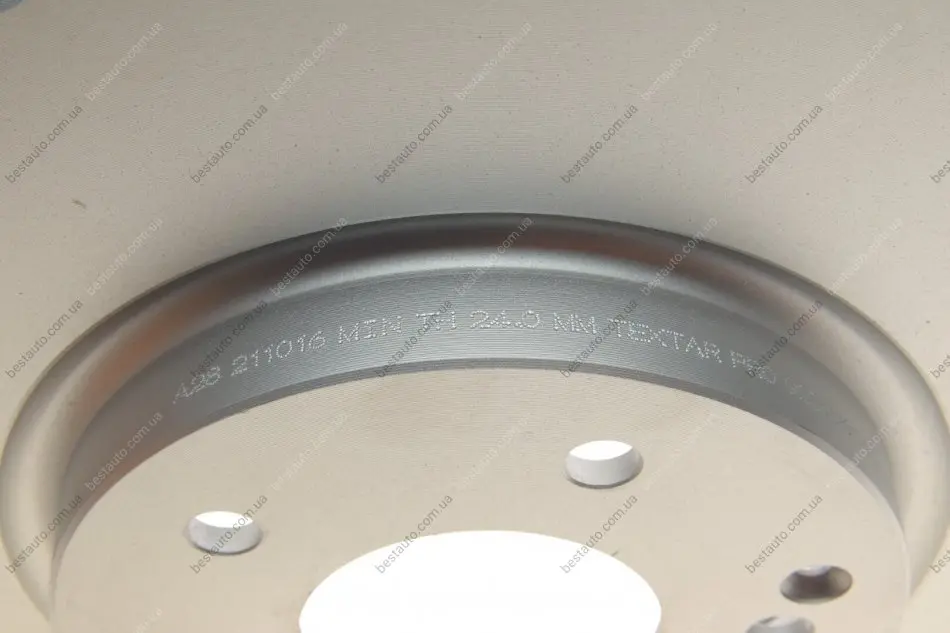 A28 211016 MIN TH 24.0 MM TEXTAR PRO
bestauto.com.ua